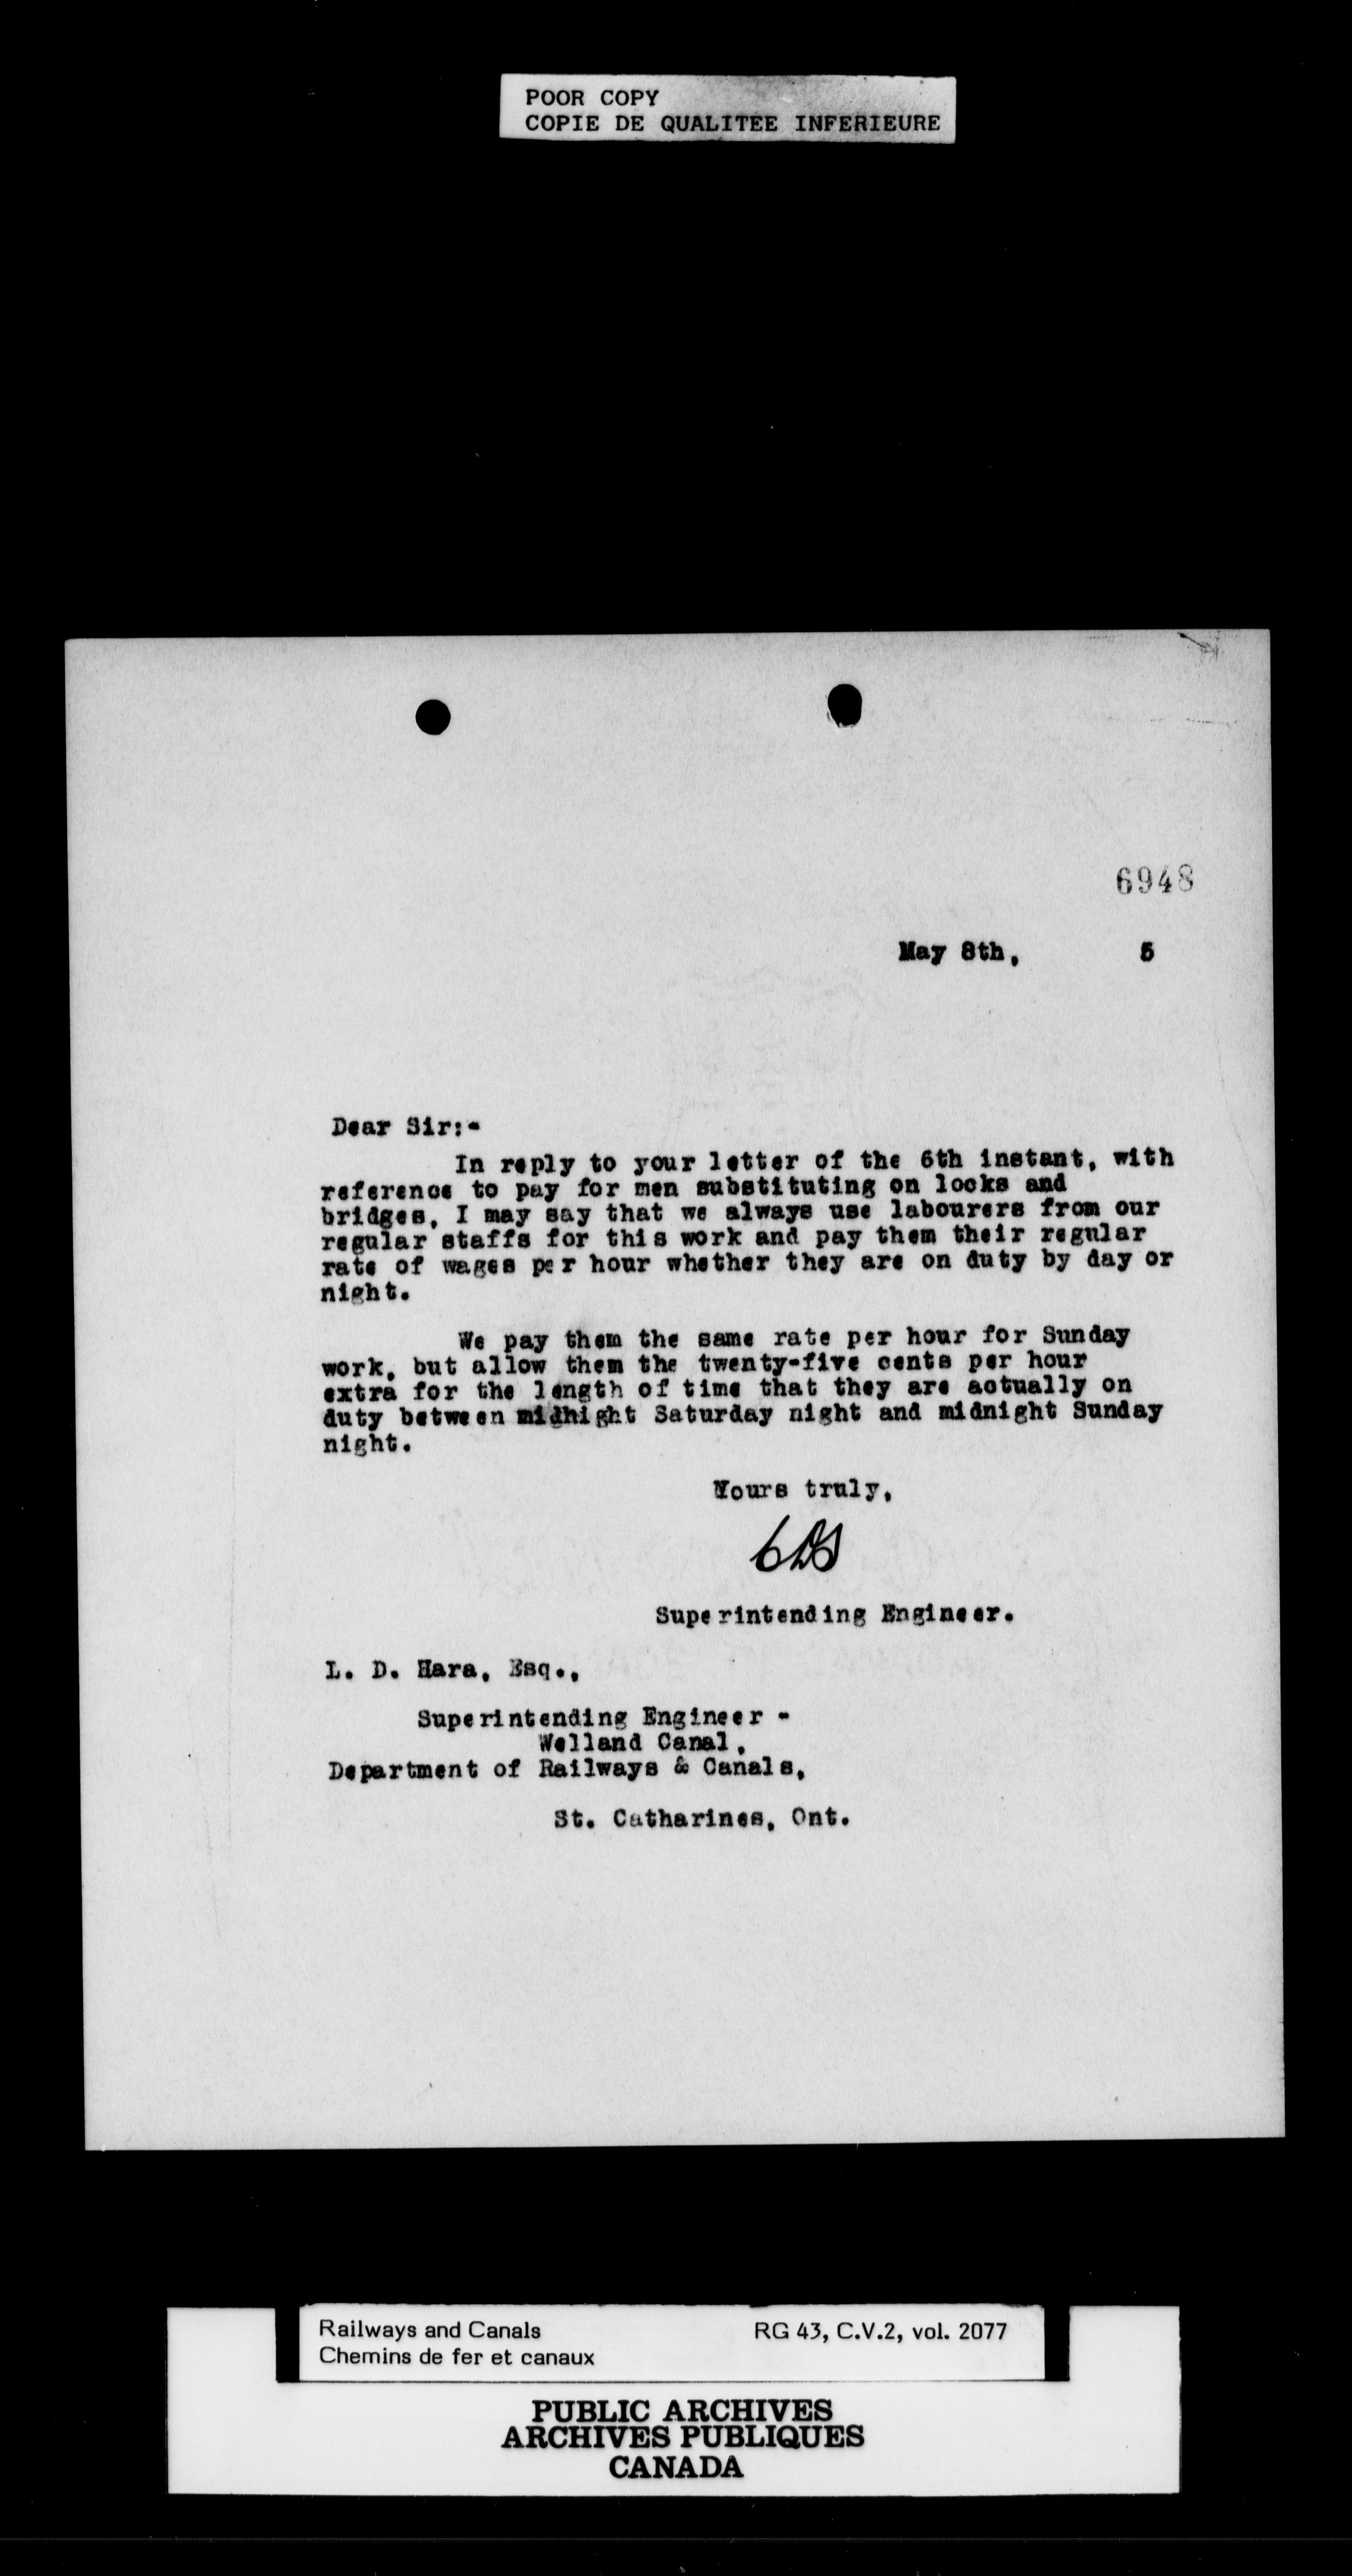 POOR COPY
COPIE DE QUALITEE INFERIEURE
6948
May 8th, 5
Dear Sir:-
In reply to your letter of the 6th instant, with
reference to pay for men substituting on locks and
bridges, I may say that we always use labourers from our
regular staffs for this work and pay them their regular
rate of wages per hour whether they are on duty by day or
night.
We pay them the same rate per hour for Sunday
work, but allow them the twenty-five cents per hour
extra for the length of time that they are actually on
duty between midnight Saturday night and midnight Sunday
night.
Yours truly,
Superintending Engineer.
L. D. Hara, Esq.,
Superintending Engineer -
Welland Canal,
Department of Railways & Canals,
St. Catharines, Ont.
Railways and Canals RG 43, C.V.2, vol. 2077
Chemins de fer et canaux
PUBLIC ARCHIVES
ARCHIVES PUBLIQUES
CANADA